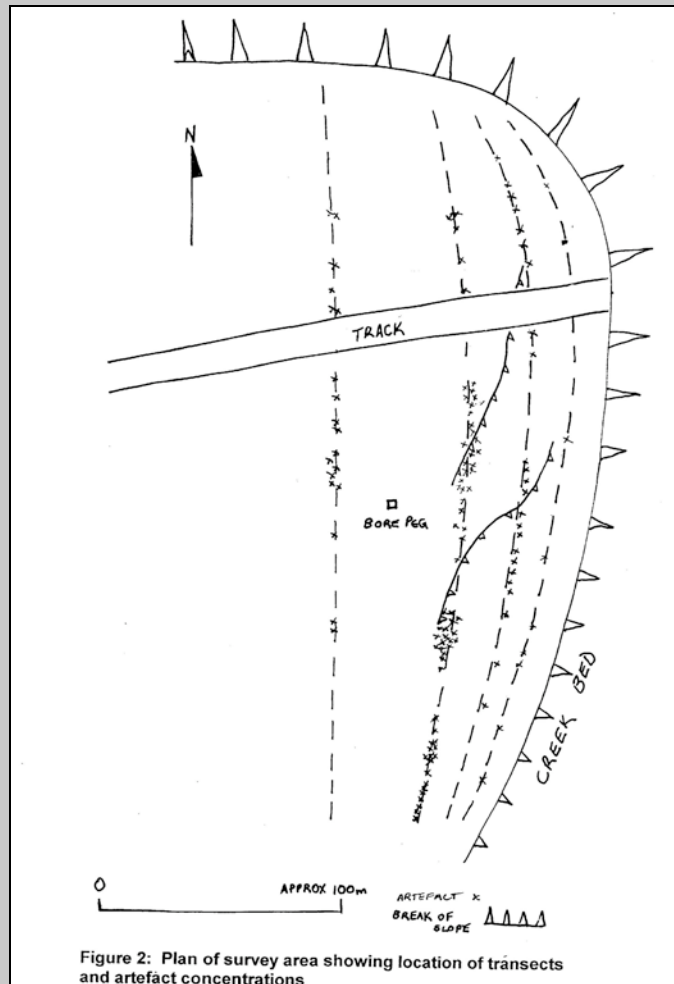 N
TRACK
BORE PEG
CREEK BED
0
APPROX 100m
ARTEFACT x
BREAK OF
SLOPE
Figure 2: Plan of survey area showing location of transects
and artefact concentrations